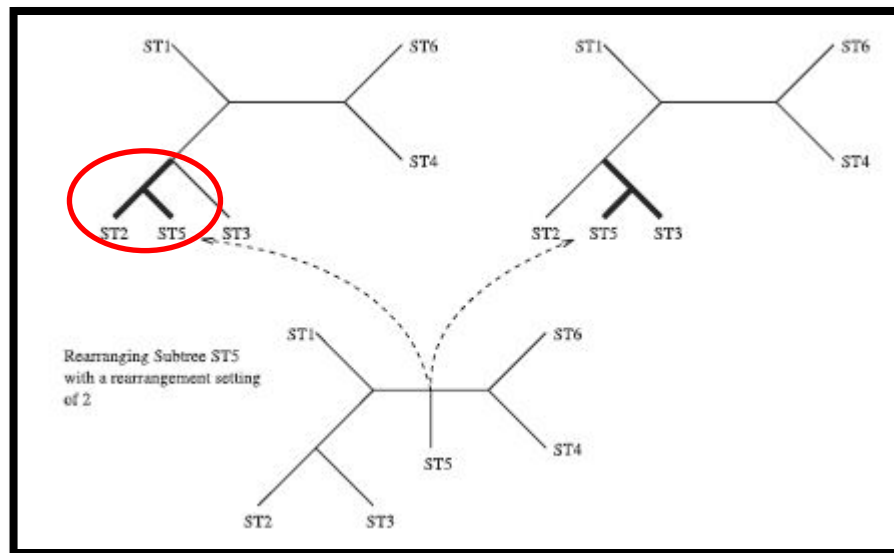 ST1
ST6
ST1
ST6
ST4
ST4
ST2
ST5
ST3
ST2
ST5
ST3
Rearranging Subtree ST5
with a rearrangement setting
of 2
ST1
ST6
ST5
ST4
ST2
ST3